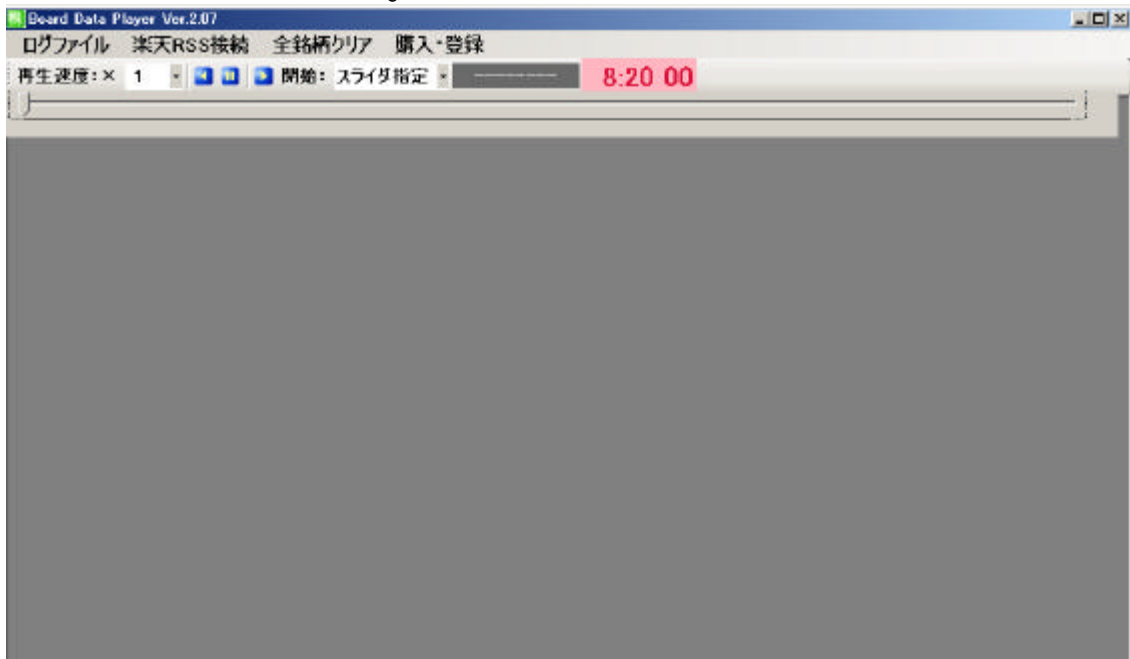 Board Data Player Ver.2.07
ログファイル 楽天RSS接続 全銘柄クリア 購入・登録
再生速度:× 1 開始: スライダ指定 --------- 8:20 00